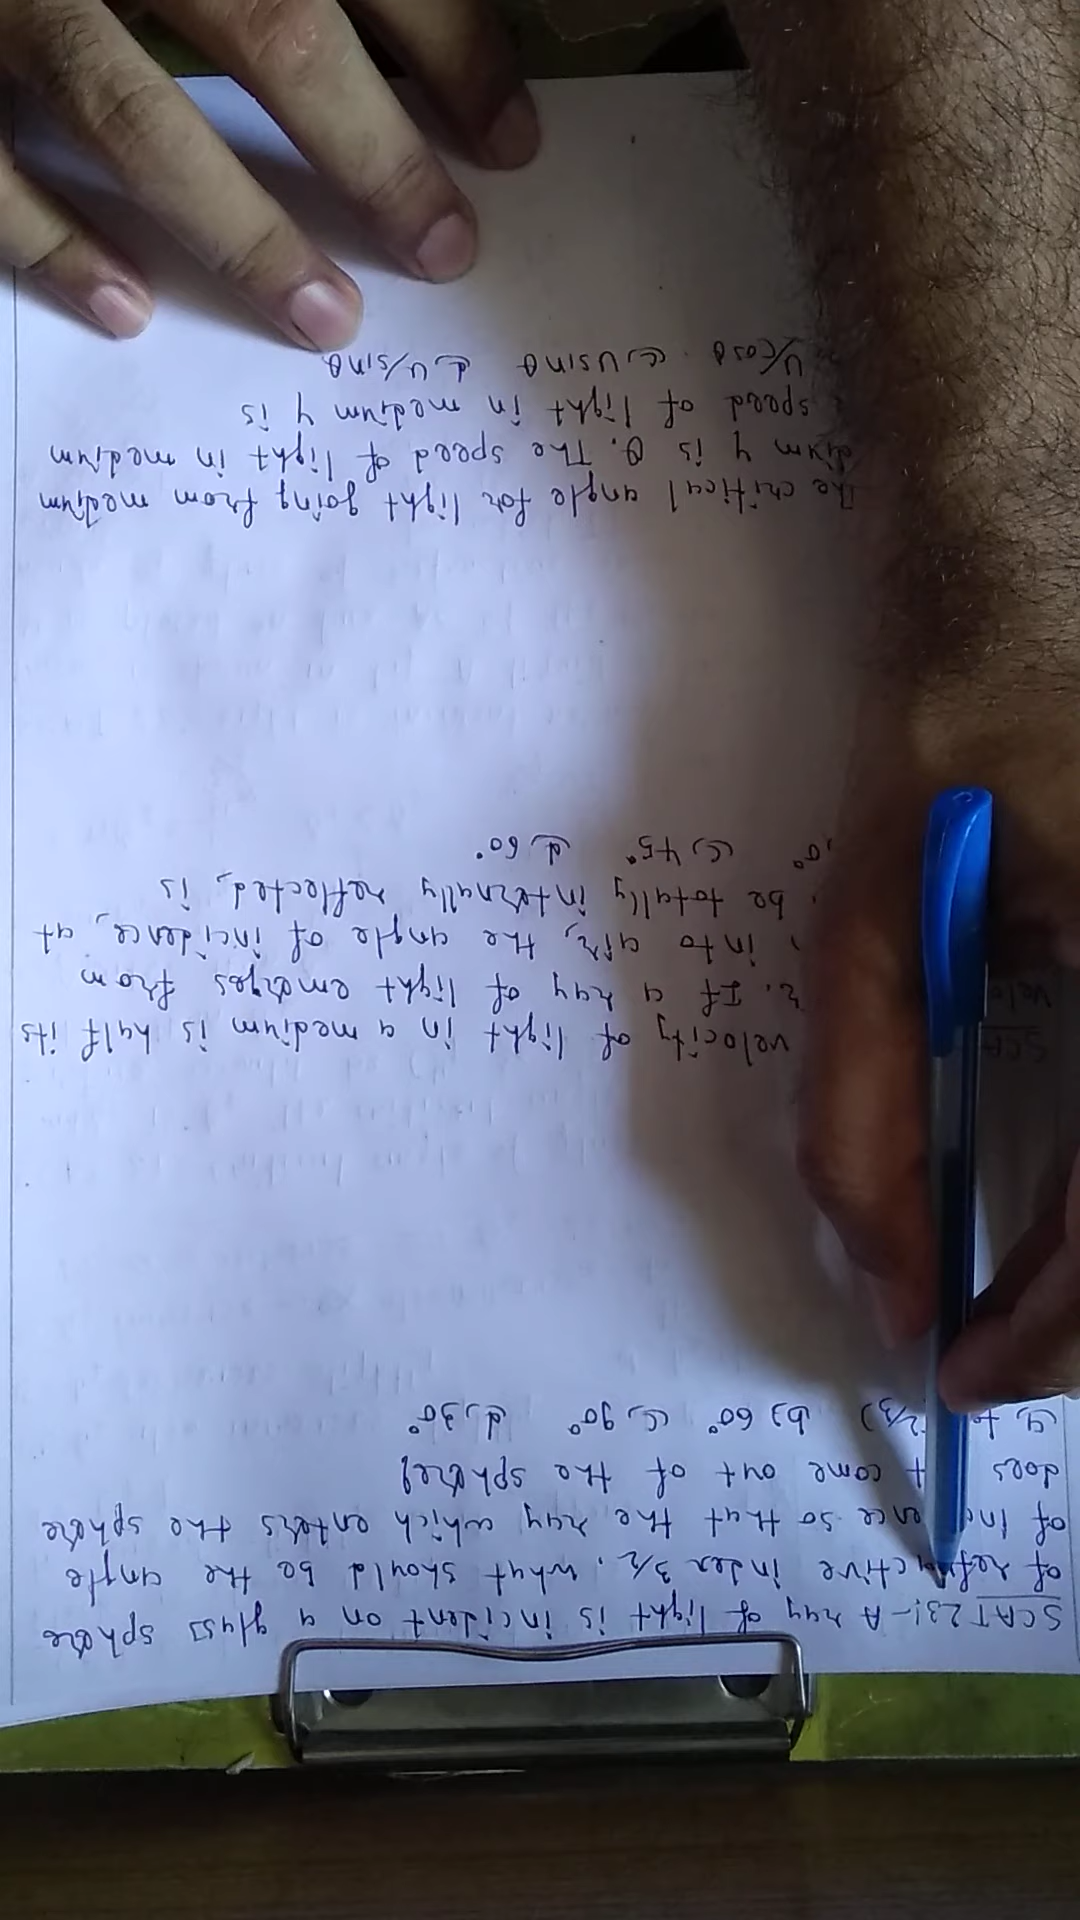 SCAT 23:- A ray of light is incident on a glass sphere
of refractive index 3/2. what should be the angle
of so that the ray which enters the sphere
does come out of the sphere?
b) 60° c, 90° d, 30°
velocity of light in a medium is half its
If a ray of light emerges from
into air, the angle of incidence, at
be totally internally reflected, is
c) 45° d, 60°
The critical angle for light going from medium
y is θ. The speed of light in medium
speed of light in medium y is
U/cosθ c, Usinθ d, U/sinθ